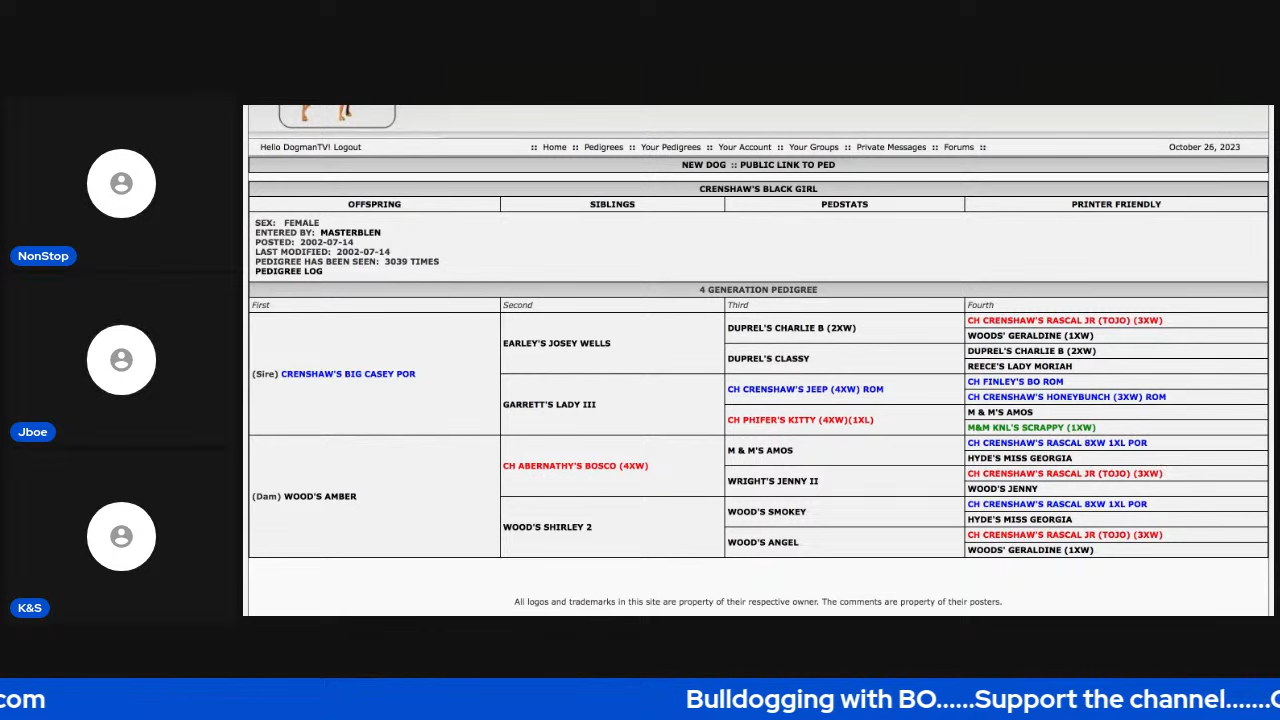 Hello DogmanTV! Logout
:: Home :: Pedigrees :: Your Pedigrees :: Your Account :: Your Groups :: Private Messages :: Forums ::
October 26, 2023
NEW DOG :: PUBLIC LINK TO PED
CRENSHAW'S BLACK GIRL
OFFSPRING SIBLINGS PEDSTATS PRINTER FRIENDLY
SEX: FEMALE
ENTERED BY: MASTERBLEN
POSTED: 2002-07-14
LAST MODIFIED: 2002-07-14
PEDIGREE HAS BEEN SEEN: 3039 TIMES
PEDIGREE LOG
4 GENERATION PEDIGREE
First Second Third Fourth
(Sire) CRENSHAW'S BIG CASEY POR
EARLEY'S JOSEY WELLS
DUPREL'S CHARLIE B (2XW)
CH CRENSHAW'S RASCAL JR (TOJO) (3XW)
WOODS' GERALDINE (1XW)
DUPREL'S CLASSY
DUPREL'S CHARLIE B (2XW)
REECE'S LADY MORIAH
GARRETT'S LADY III
CH CRENSHAW'S JEEP (4XW) ROM
CH FINLEY'S BO ROM
CH CRENSHAW'S HONEYBUNCH (3XW) ROM
CH PHIFER'S KITTY (4XW)(1XL)
M & M'S AMOS
M&M KNL'S SCRAPPY (1XW)
(Dam) WOOD'S AMBER
CH ABERNATHY'S BOSCO (4XW)
M & M'S AMOS
CH CRENSHAW'S RASCAL 8XW 1XL POR
HYDE'S MISS GEORGIA
WRIGHT'S JENNY II
CH CRENSHAW'S RASCAL JR (TOJO) (3XW)
WOOD'S JENNY
WOOD'S SHIRLEY 2
WOOD'S SMOKEY
CH CRENSHAW'S RASCAL 8XW 1XL POR
HYDE'S MISS GEORGIA
WOOD'S ANGEL
CH CRENSHAW'S RASCAL JR (TOJO) (3XW)
WOODS' GERALDINE (1XW)
All logos and trademarks in this site are property of their respective owner. The comments are property of their posters.
NonStop
Jboe
K&S
com
Bulldogging with BO......Support the channel.......